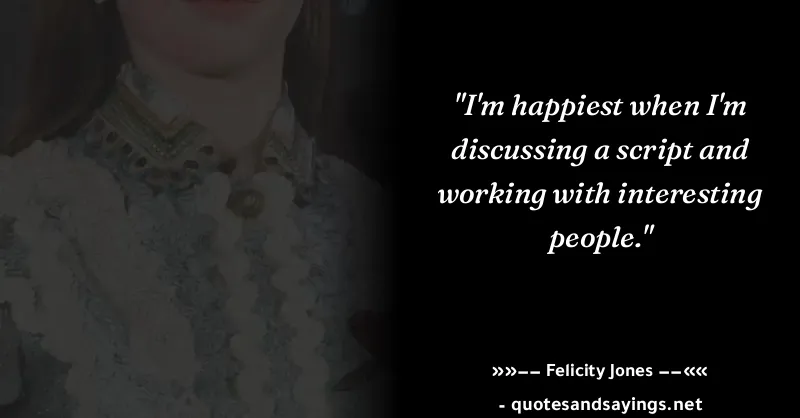 "I'm happiest when I'm
discussing a script and
working with interesting
people."
»»−− Felicity Jones −−««
- quotesandsayings.net